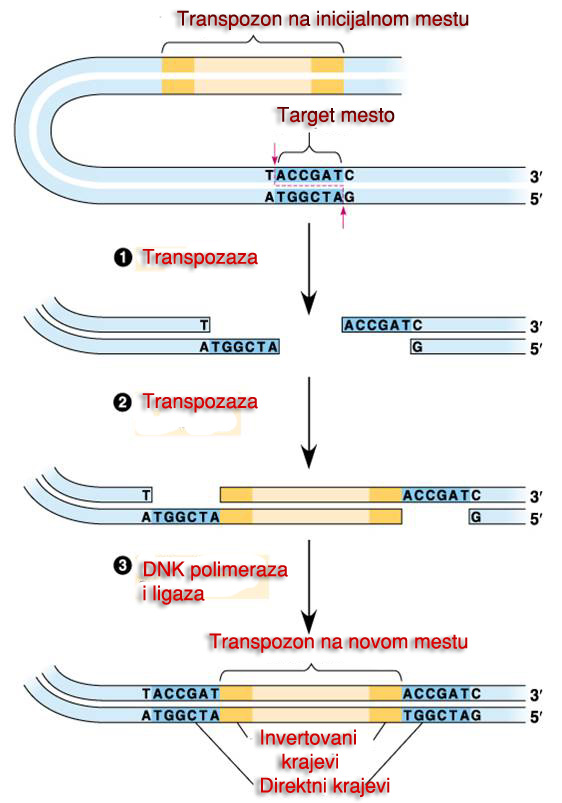 Transpozon na inicijalnom mestu
Target mesto
TACCGATC 3′
ATGGCTAG 5′
1 Transpozaza
T ACCGATC 3′
ATGGCTA G 5′
2 Transpozaza
T ACCGATC 3′
ATGGCTA G 5′
3 DNK polimeraza
i ligaza
Transpozon na novom mestu
TACCGAT ACCGATC 3′
ATGGCTA TGGCTAG 5′
Invertovani
krajevi
Direktni krajevi